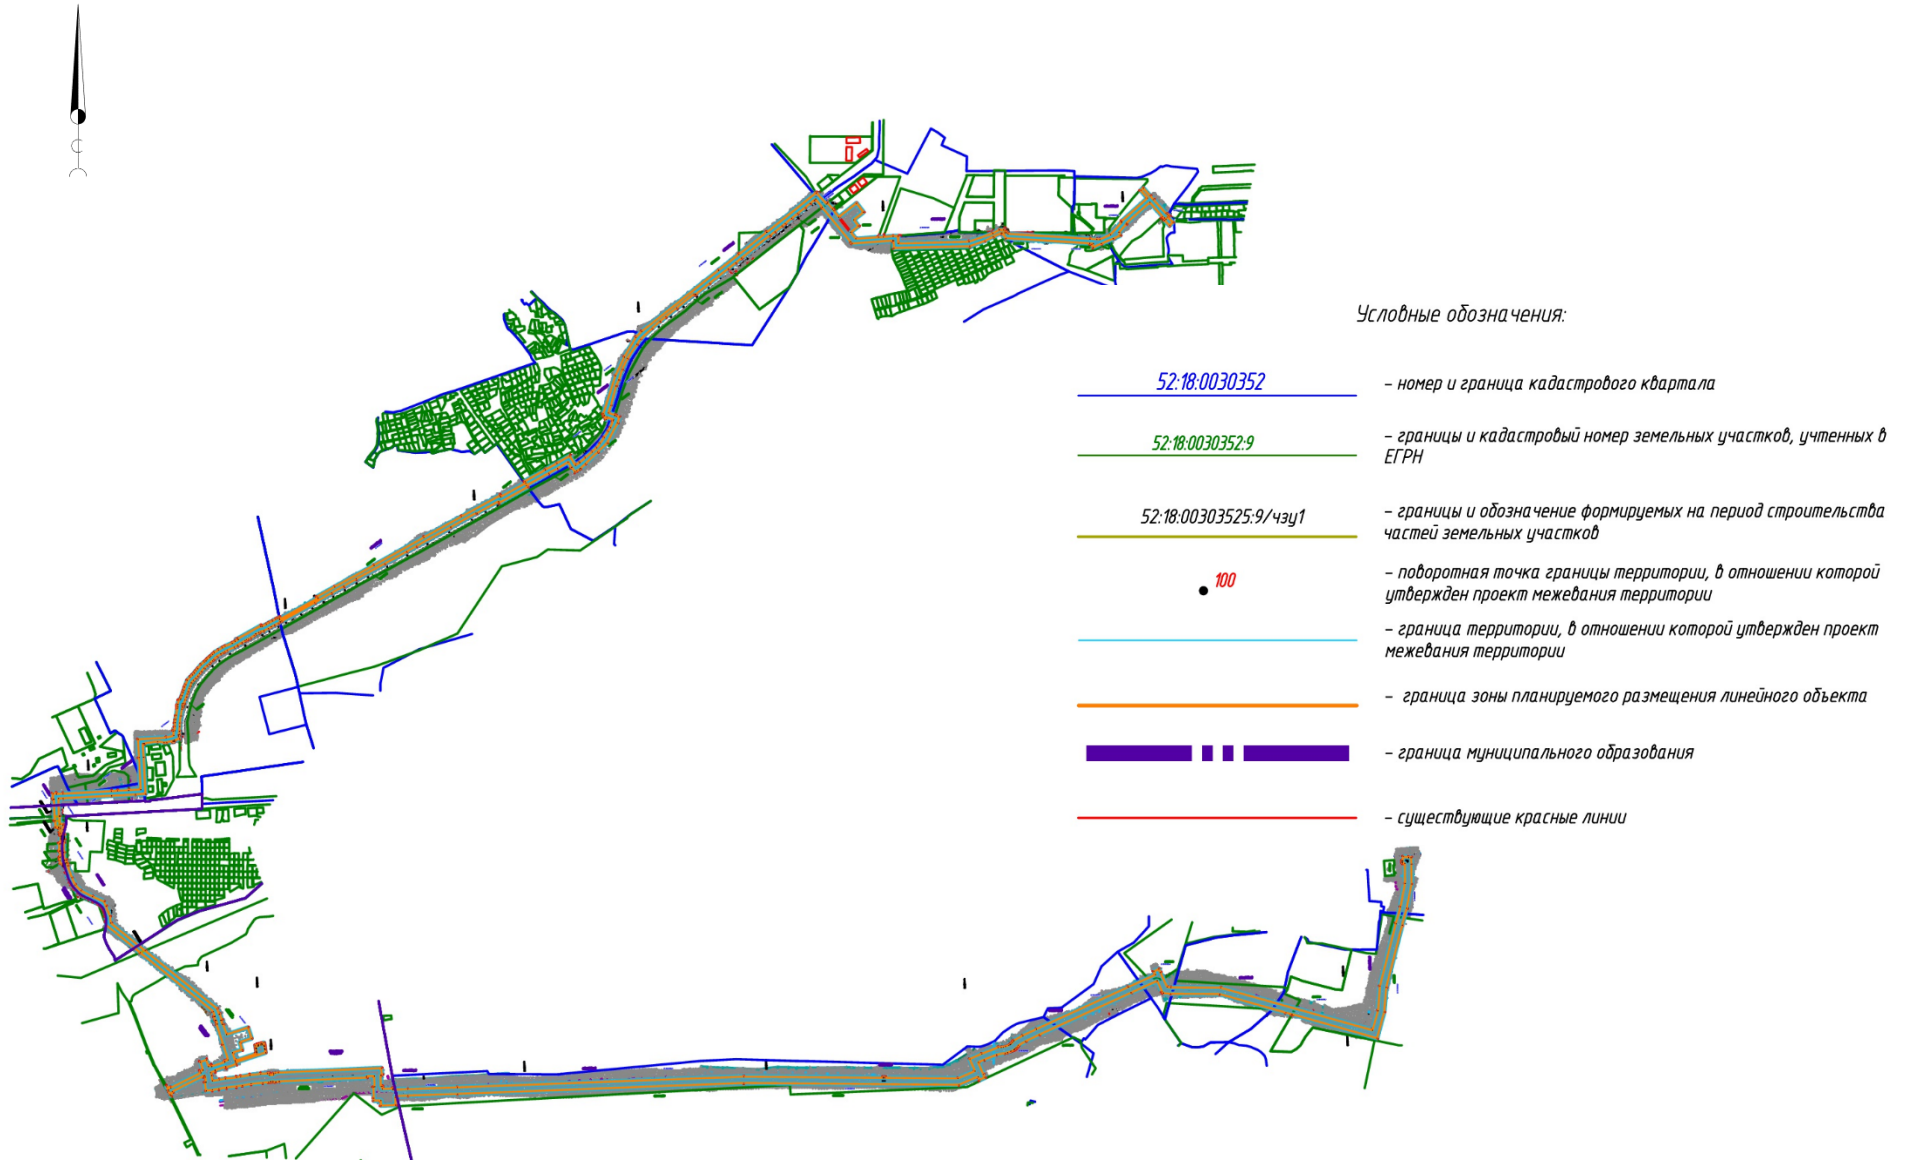 Условные обозначения:
52:18:0030352
– номер и граница кадастрового квартала
52:18:0030352:9
– границы и кадастровый номер земельных участков, учтенных в
ЕГРН
52:18:00303525:9/чзу1
– границы и обозначение формируемых на период строительства
частей земельных участков
100
– поворотная точка границы территории, в отношении которой
утвержден проект межевания территории
– граница территории, в отношении которой утвержден проект
межевания территории
– граница зоны планируемого размещения линейного объекта
– граница муниципального образования
– существующие красные линии